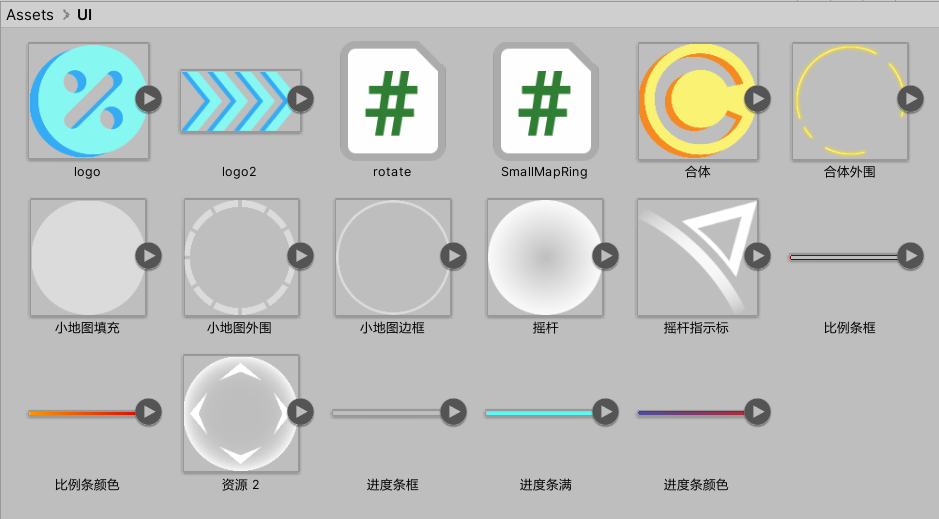 Assets > UI
logo
logo2
rotate
SmallMapRing
合体
合体外围
小地图填充
小地图外围
小地图边框
摇杆
摇杆指示标
比例条框
比例条颜色
资源 2
进度条框
进度条满
进度条颜色